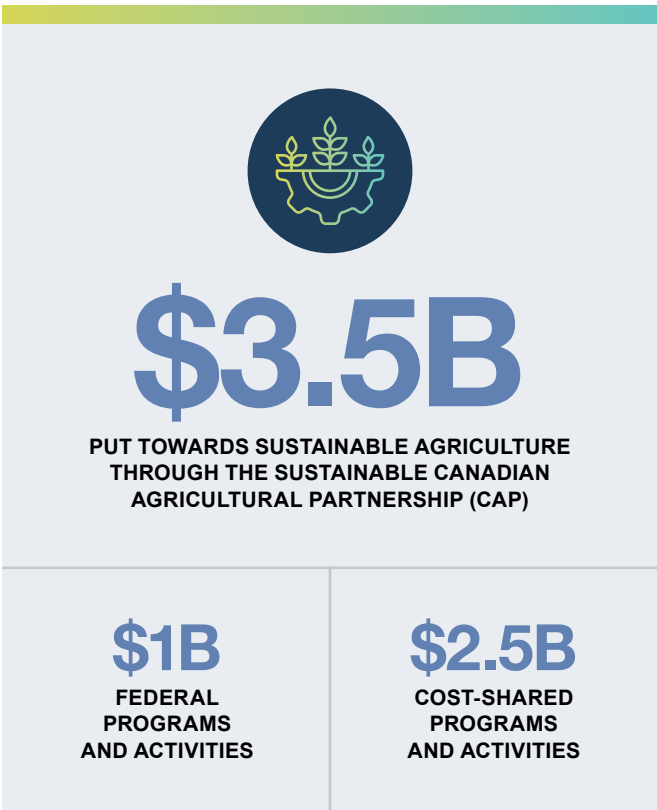 $3.5B
PUT TOWARDS SUSTAINABLE AGRICULTURE
THROUGH THE SUSTAINABLE CANADIAN
AGRICULTURAL PARTNERSHIP (CAP)
$1B
FEDERAL
PROGRAMS
AND ACTIVITIES
$2.5B
COST-SHARED
PROGRAMS
AND ACTIVITIES